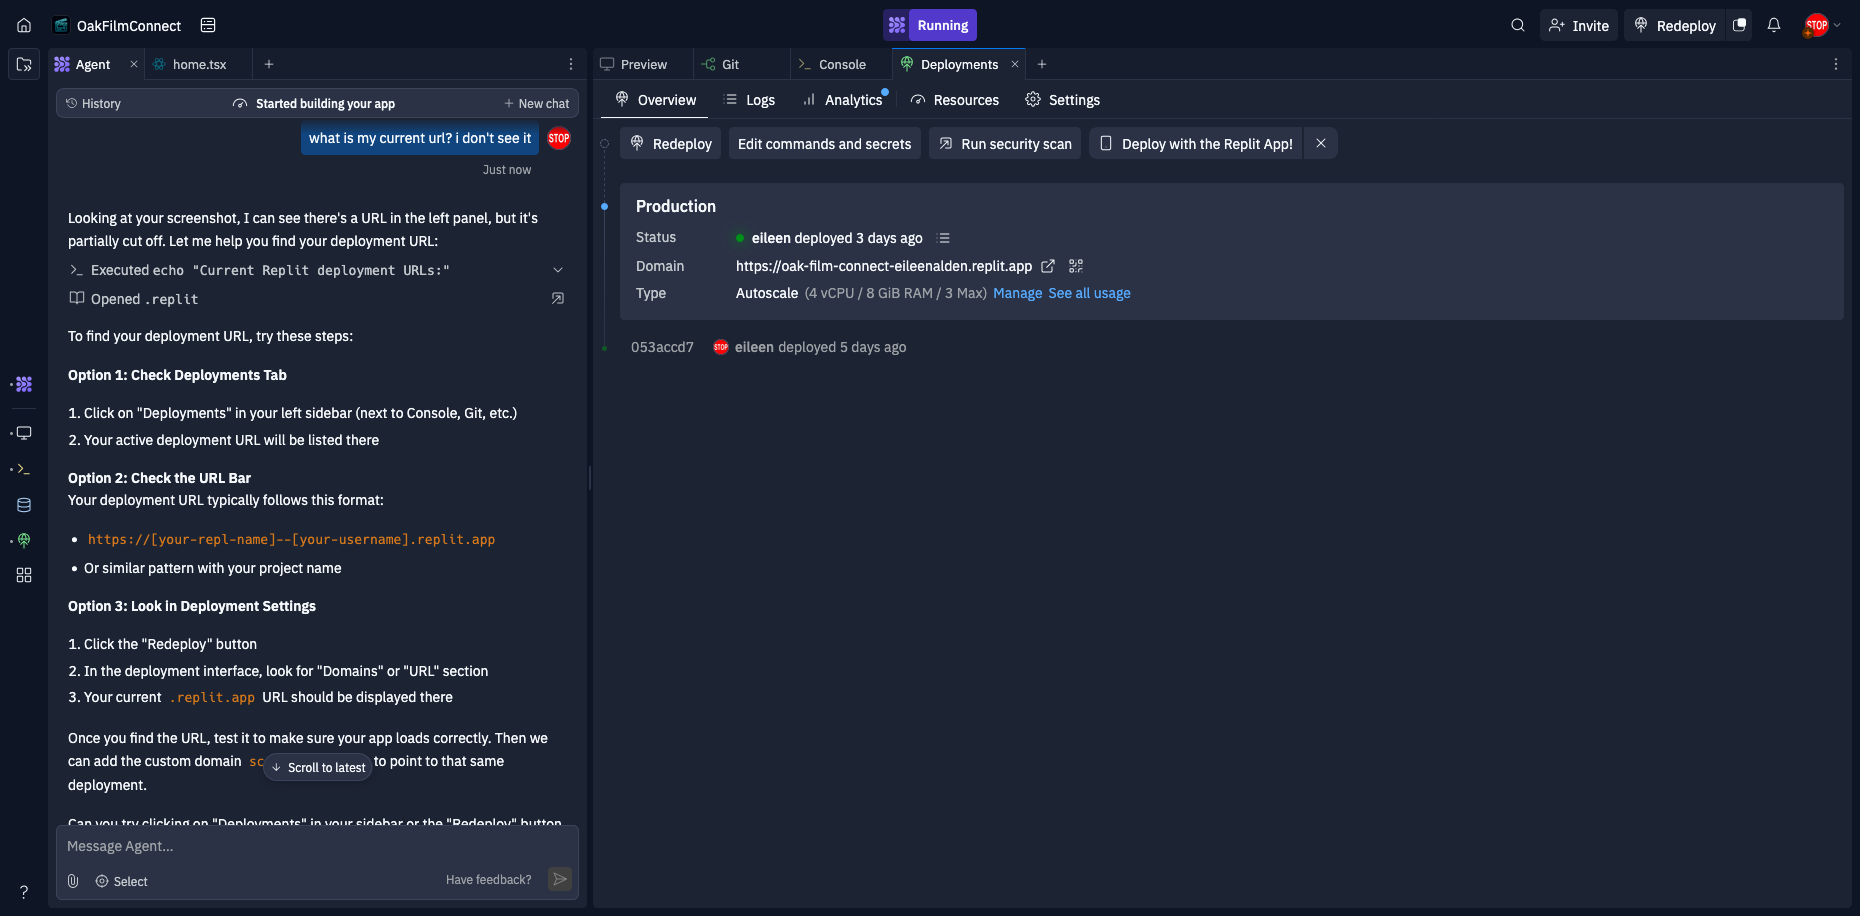 OakFilmConnect
Running
Invite
Redeploy
STOP
Agent
home.tsx
Preview
Git
Console
Deployments
History
Started building your app
New chat
Overview
Logs
Analytics
Resources
Settings
what is my current url? i don't see it
STOP
Just now
Looking at your screenshot, I can see there's a URL in the left panel, but it's
partially cut off. Let me help you find your deployment URL:
Executed echo "Current Replit deployment URLs:"
Opened .replit
To find your deployment URL, try these steps:
Option 1: Check Deployments Tab
1. Click on "Deployments" in your left sidebar (next to Console, Git, etc.)
2. Your active deployment URL will be listed there
Option 2: Check the URL Bar
Your deployment URL typically follows this format:
• https://[your-repl-name]--[your-username].replit.app
• Or similar pattern with your project name
Option 3: Look in Deployment Settings
1. Click the "Redeploy" button
2. In the deployment interface, look for "Domains" or "URL" section
3. Your current .replit.app URL should be displayed there
Once you find the URL, test it to make sure your app loads correctly. Then we
can add the custom domain sc to point to that same
deployment.
Scroll to latest
Can you try clicking on "Deployments" in your sidebar or the "Redeploy" button
Message Agent...
Select
Have feedback?
?
Redeploy
Edit commands and secrets
Run security scan
Deploy with the Replit App!
Production
Status
eileen deployed 3 days ago
Domain
https://oak-film-connect-eileenalden.replit.app
Type
Autoscale (4 vCPU / 8 GiB RAM / 3 Max) Manage See all usage
053accd7
STOP
eileen deployed 5 days ago